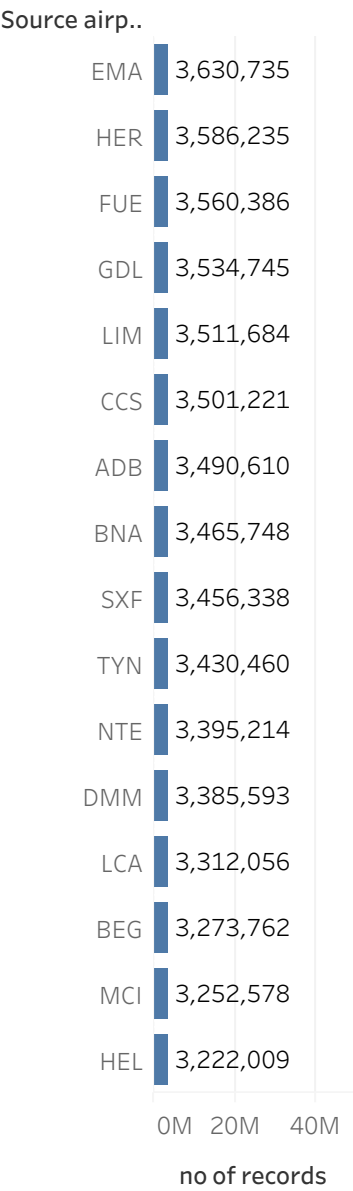 Source airp..
EMA 3,630,735
HER 3,586,235
FUE 3,560,386
GDL 3,534,745
LIM 3,511,684
CCS 3,501,221
ADB 3,490,610
BNA 3,465,748
SXF 3,456,338
TYN 3,430,460
NTE 3,395,214
DMM 3,385,593
LCA 3,312,056
BEG 3,273,762
MCI 3,252,578
HEL 3,222,009
0M 20M 40M
no of records